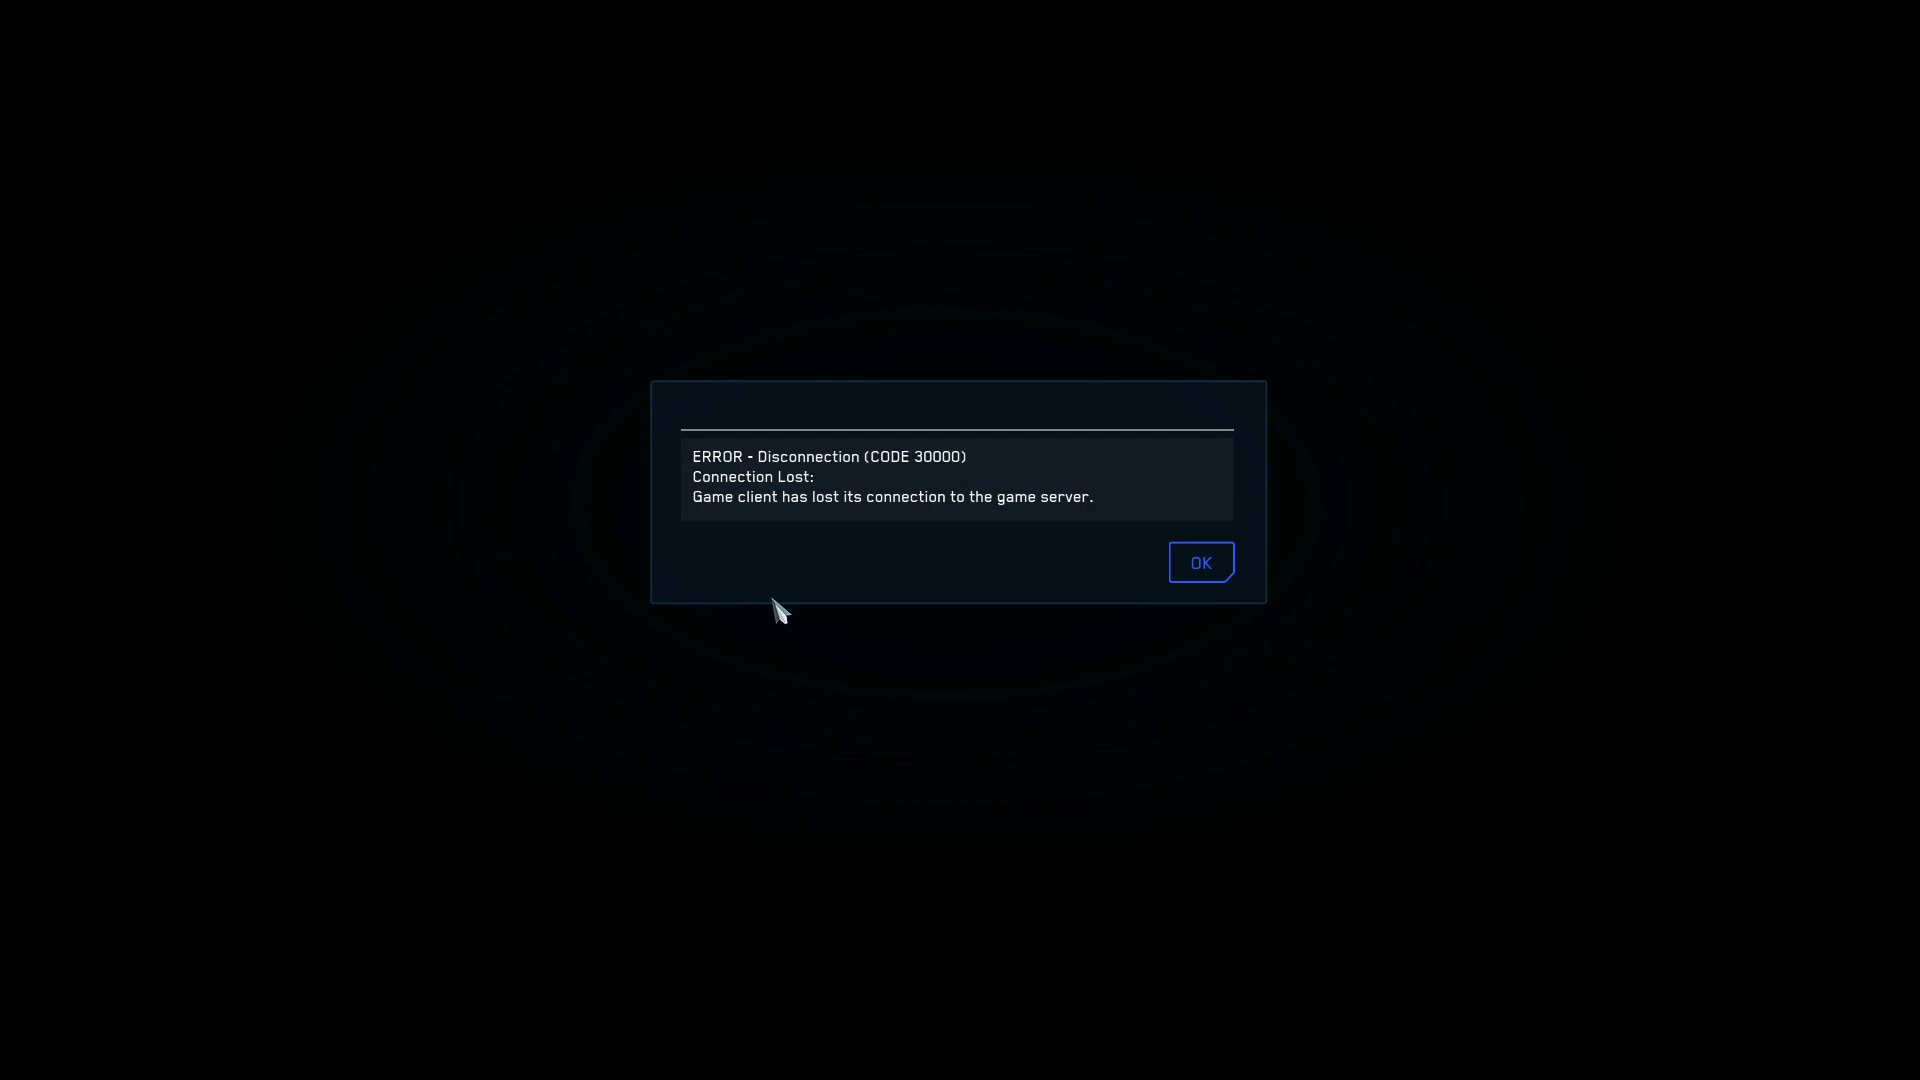 ERROR - Disconnection (CODE 30000)
Connection Lost:
Game client has lost its connection to the game server.
OK